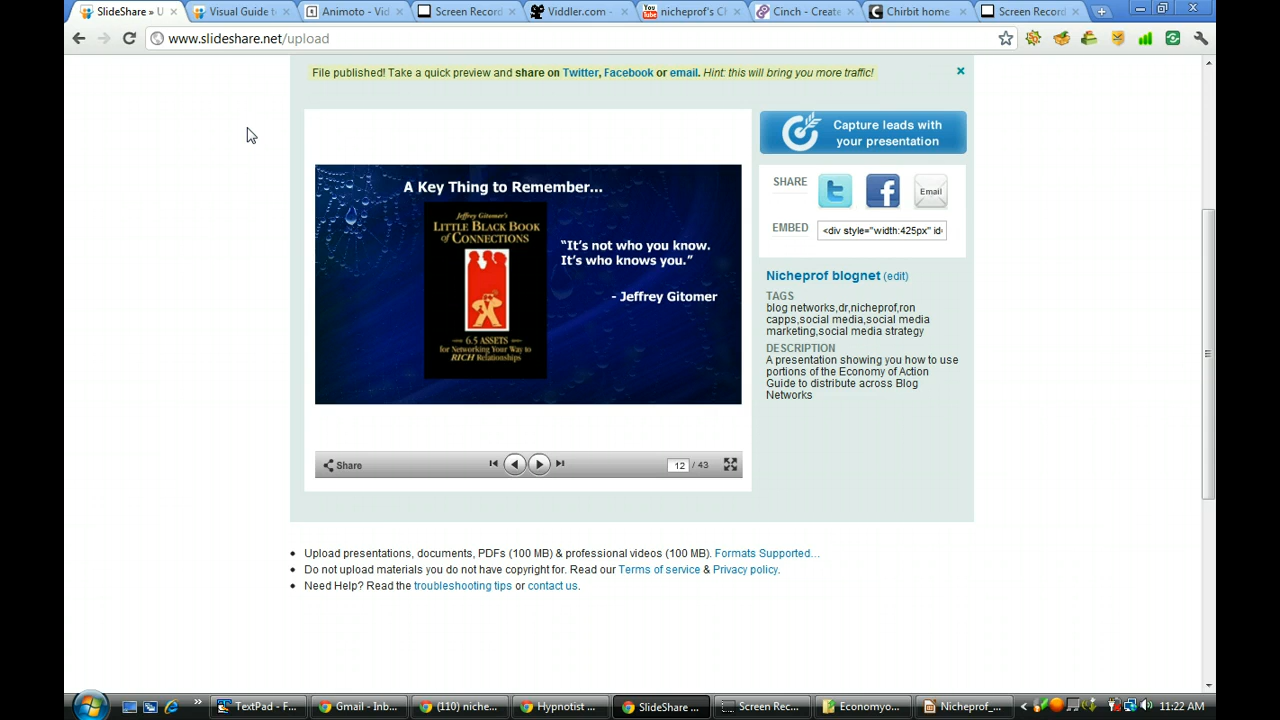 SlideShare » U
Visual Guide t
Animoto - Vid
Screen Record
Viddler.com -
nicheprof's Ch
Cinch - Create
Chirbit home
Screen Record
www.slideshare.net/upload
File published! Take a quick preview and share on Twitter, Facebook or email. Hint: this will bring you more traffic!
Capture leads with
your presentation
A Key Thing to Remember...
Jeffrey Gitomer's
LITTLE BLACK BOOK
of CONNECTIONS
6.5 ASSETS
for Networking Your Way to
RICH Relationships
“It’s not who you know.
It’s who knows you.”
- Jeffrey Gitomer
SHARE
Email
EMBED
<div style="width:425px" id
Nicheprof blognet (edit)
TAGS
blog networks,dr,nicheprof,ron
capps,social media,social media
marketing,social media strategy
DESCRIPTION
A presentation showing you how to use
portions of the Economy of Action
Guide to distribute across Blog
Networks
Share
12 / 43
Upload presentations, documents, PDFs (100 MB) & professional videos (100 MB). Formats Supported...
Do not upload materials you do not have copyright for. Read our Terms of service & Privacy policy.
Need Help? Read the troubleshooting tips or contact us.
TextPad - F...
Gmail - Inb...
(110) niche...
Hypnotist ...
SlideShare ...
Screen Rec...
Economyo...
Nicheprof_...
11:22 AM